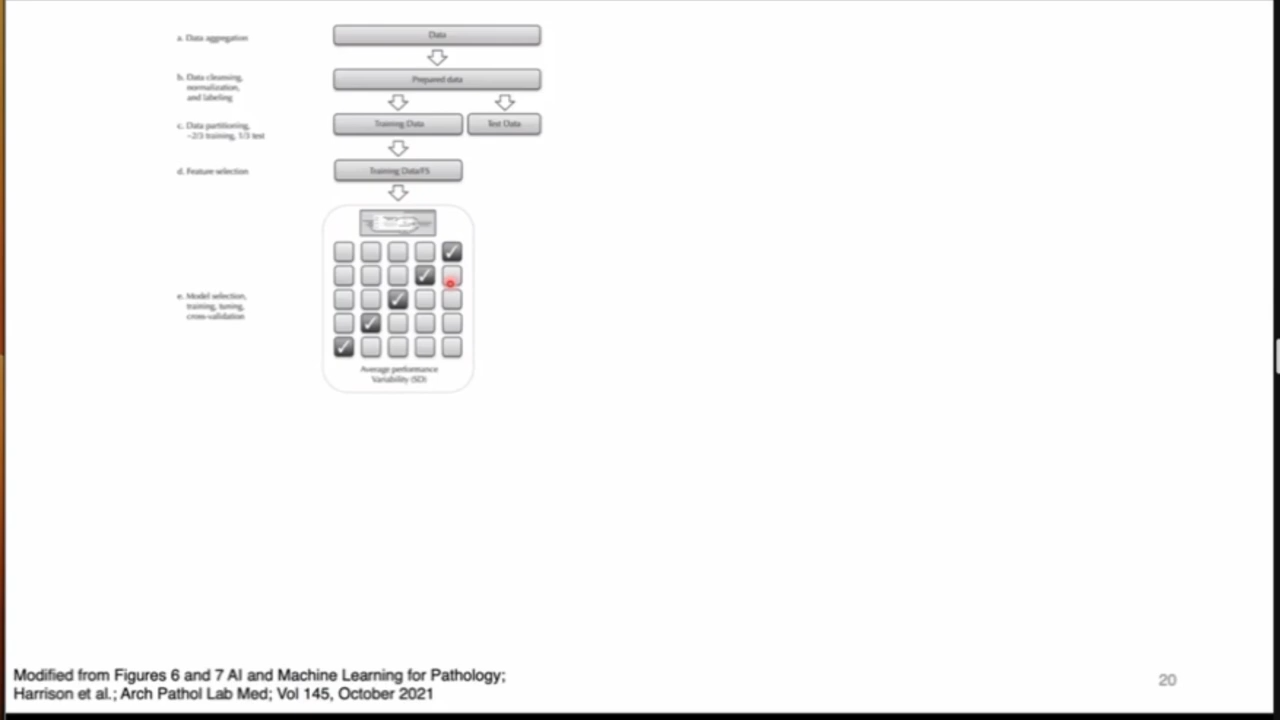 a. Data aggregation
Data
b. Data cleansing,
normalization,
and labeling
Prepared data
c. Data partitioning,
~2/3 training, 1/3 test
Training Data
Test Data
d. Feature selection
Training Data/FS
e. Model selection,
training, tuning,
cross-validation
Average performance
Variability (SD)
Modified from Figures 6 and 7 AI and Machine Learning for Pathology;
Harrison et al.; Arch Pathol Lab Med; Vol 145, October 2021
20